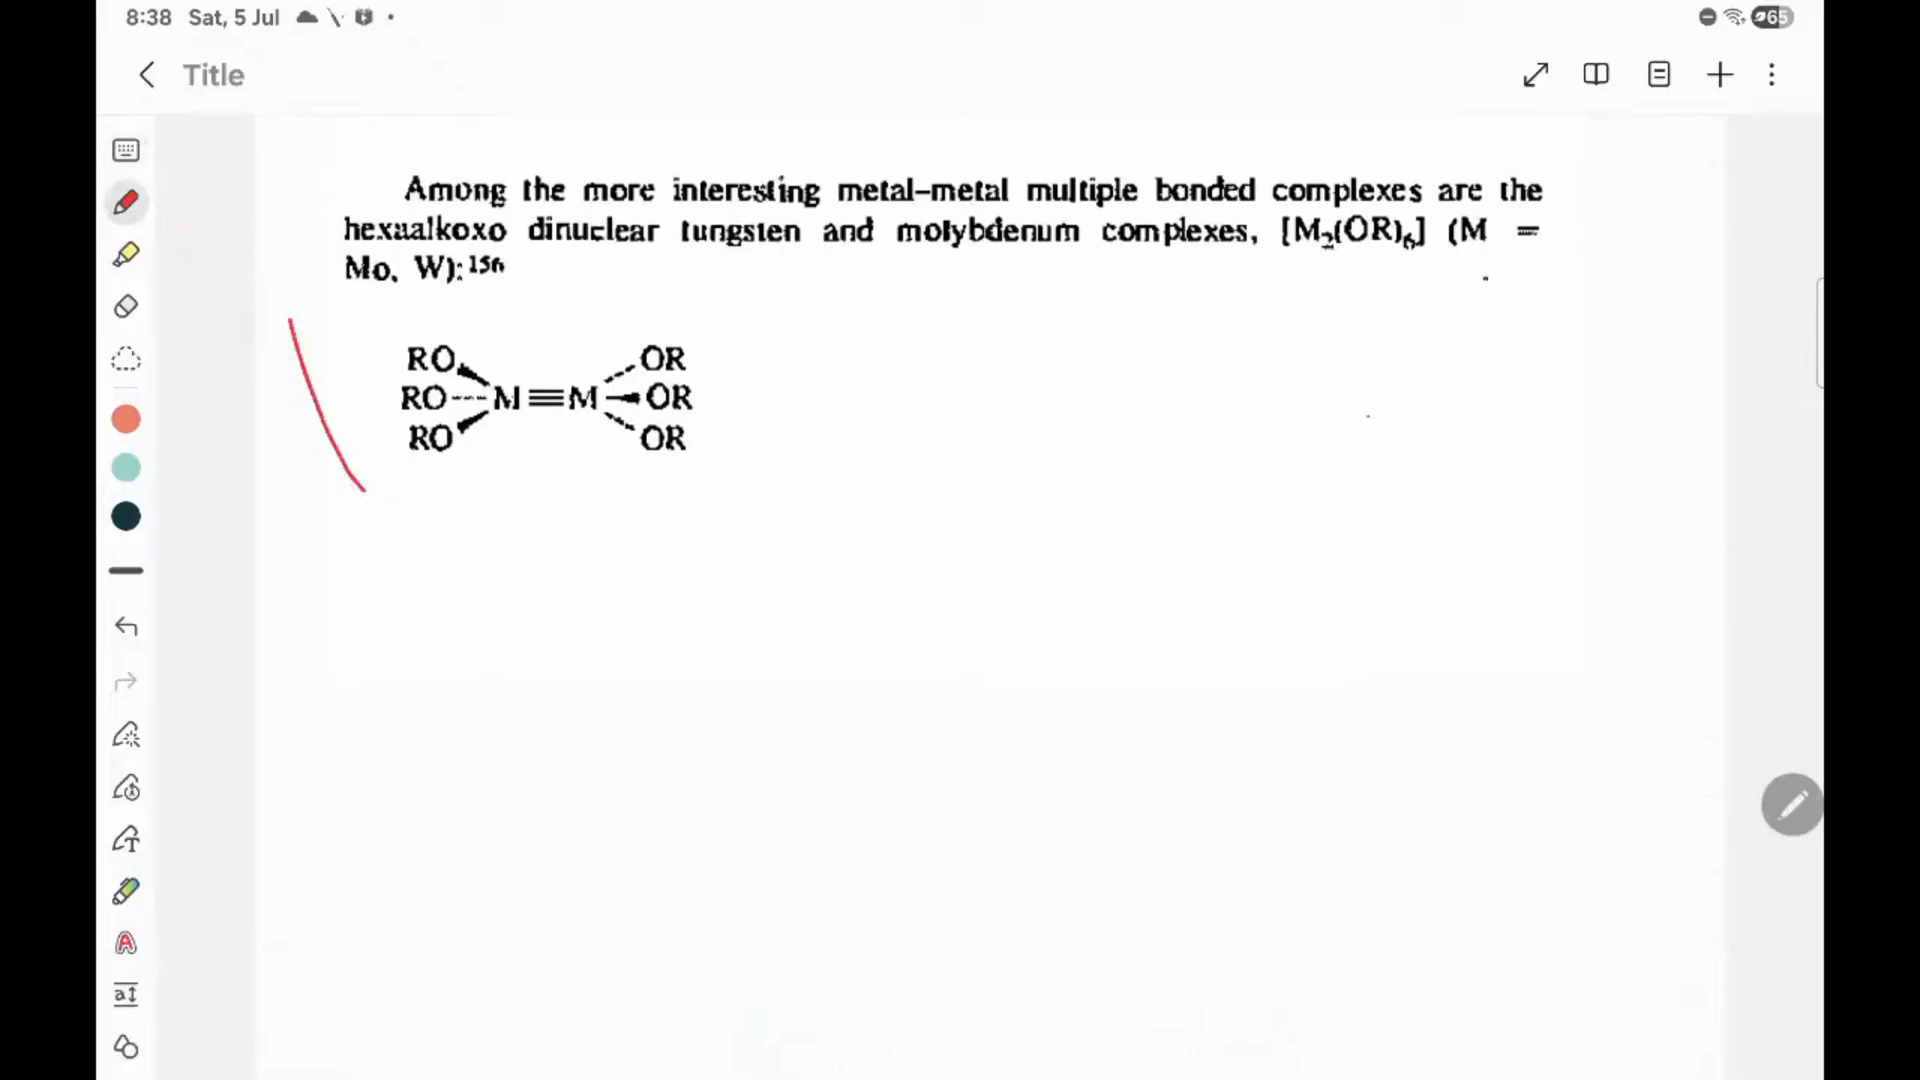 8:38 Sat, 5 Jul
65
Title
Among the more interesting metal–metal multiple bonded complexes are the
hexaalkoxo dinuclear tungsten and molybdenum complexes, [M₂(OR)₆] (M =
Mo, W):¹⁵⁶
RO OR
RO---M≡M—OR
RO OR